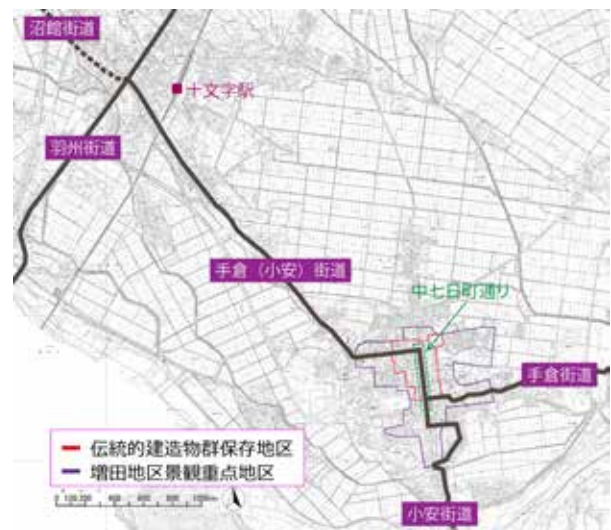 沼館街道
十文字駅
羽州街道
手倉（小安）街道
中七日町通り
手倉街道
伝統的建造物群保存地区
増田地区景観重点地区
小安街道